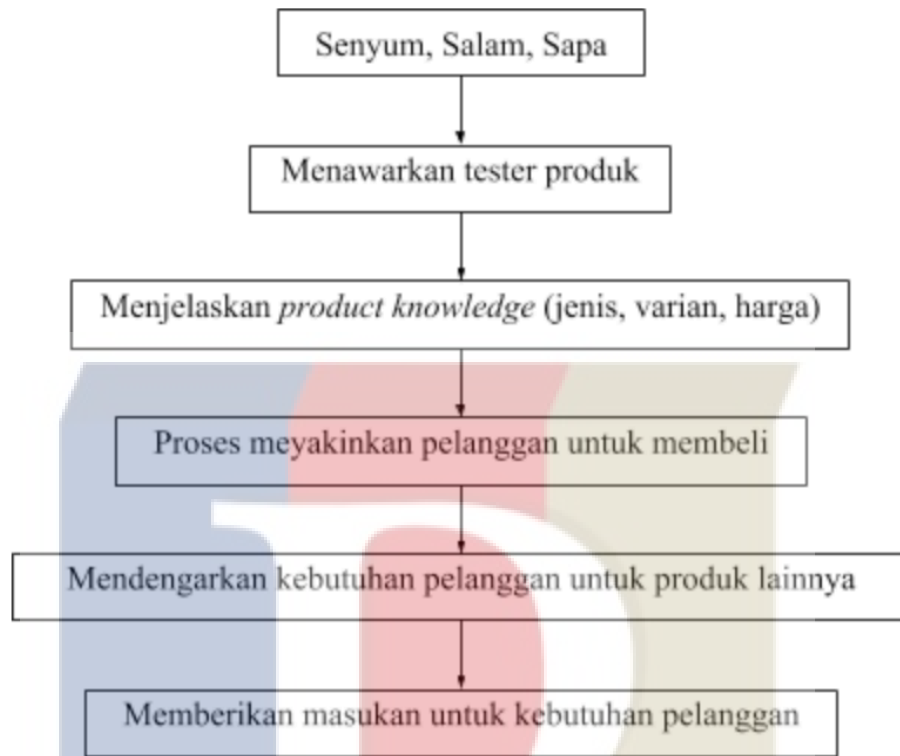 Senyum, Salam, Sapa
Menawarkan tester produk
Menjelaskan product knowledge (jenis, varian, harga)
Proses meyakinkan pelanggan untuk membeli
Mendengarkan kebutuhan pelanggan untuk produk lainnya
Memberikan masukan untuk kebutuhan pelanggan